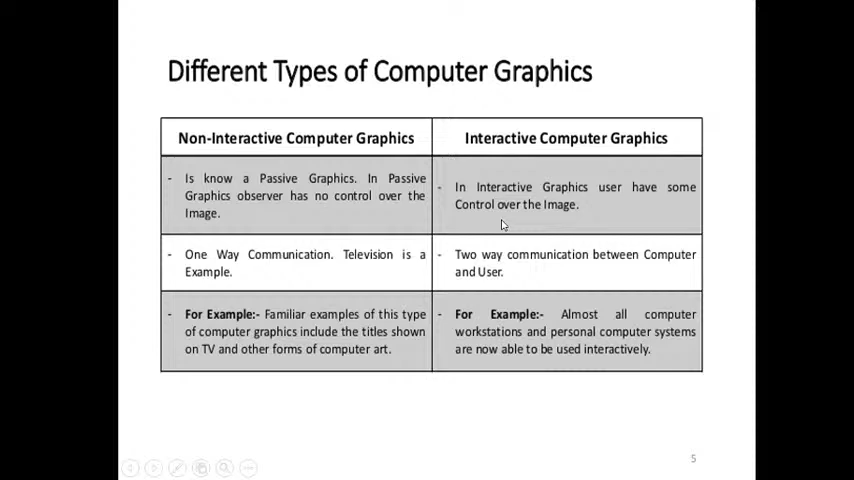 Different Types of Computer Graphics
Non-Interactive Computer Graphics
Interactive Computer Graphics
- Is know a Passive Graphics. In Passive
Graphics observer has no control over the
Image.
- In Interactive Graphics user have some
Control over the Image.
- One Way Communication. Television is a
Example.
- Two way communication between Computer
and User.
- For Example:- Familiar examples of this type
of computer graphics include the titles shown
on TV and other forms of computer art.
- For Example:- Almost all computer
workstations and personal computer systems
are now able to be used interactively.
5